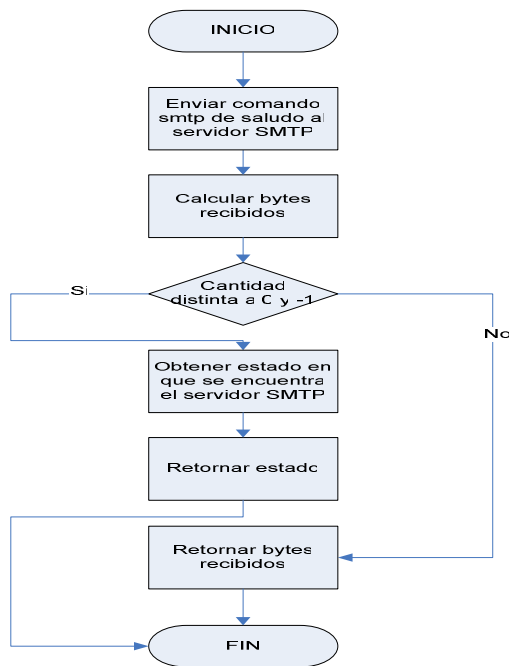 INICIO
Enviar comando
smtp de saludo al
servidor SMTP
Calcular bytes
recibidos
Cantidad
distinta a 0 y -1
Si
No
Obtener estado en
que se encuentra
el servidor SMTP
Retornar estado
Retornar bytes
recibidos
FIN